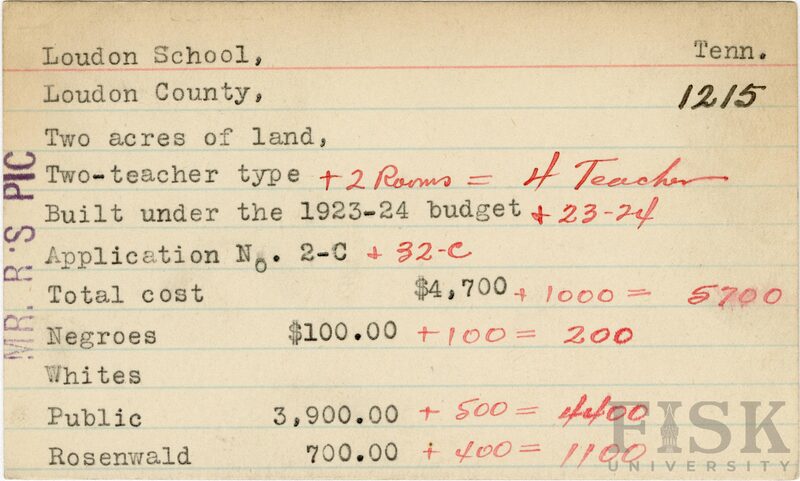 Loudon School, Tenn.
Loudon County, 1215
Two acres of land,
Two-teacher type + 2 Rooms = 4 Teacher
Built under the 1923-24 budget + 23-24
Application No. 2-C + 32-C
Total cost $4,700 + 1000 = 5700
Negroes $100.00 + 100 = 200
Whites
Public 3,900.00 + 500 = 4400
Rosenwald 700.00 + 400 = 1100
MR. R'S PIC
FISK
UNIVERSITY